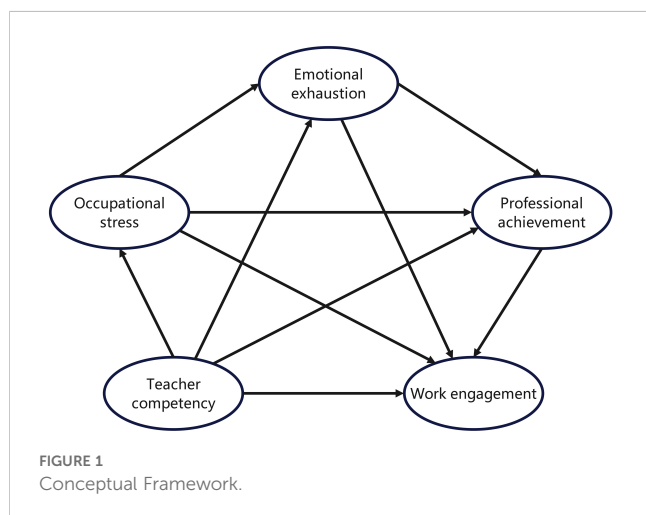 Emotional
exhaustion
Occupational
stress
Professional
achievement
Teacher
competency
Work engagement
FIGURE 1
Conceptual Framework.